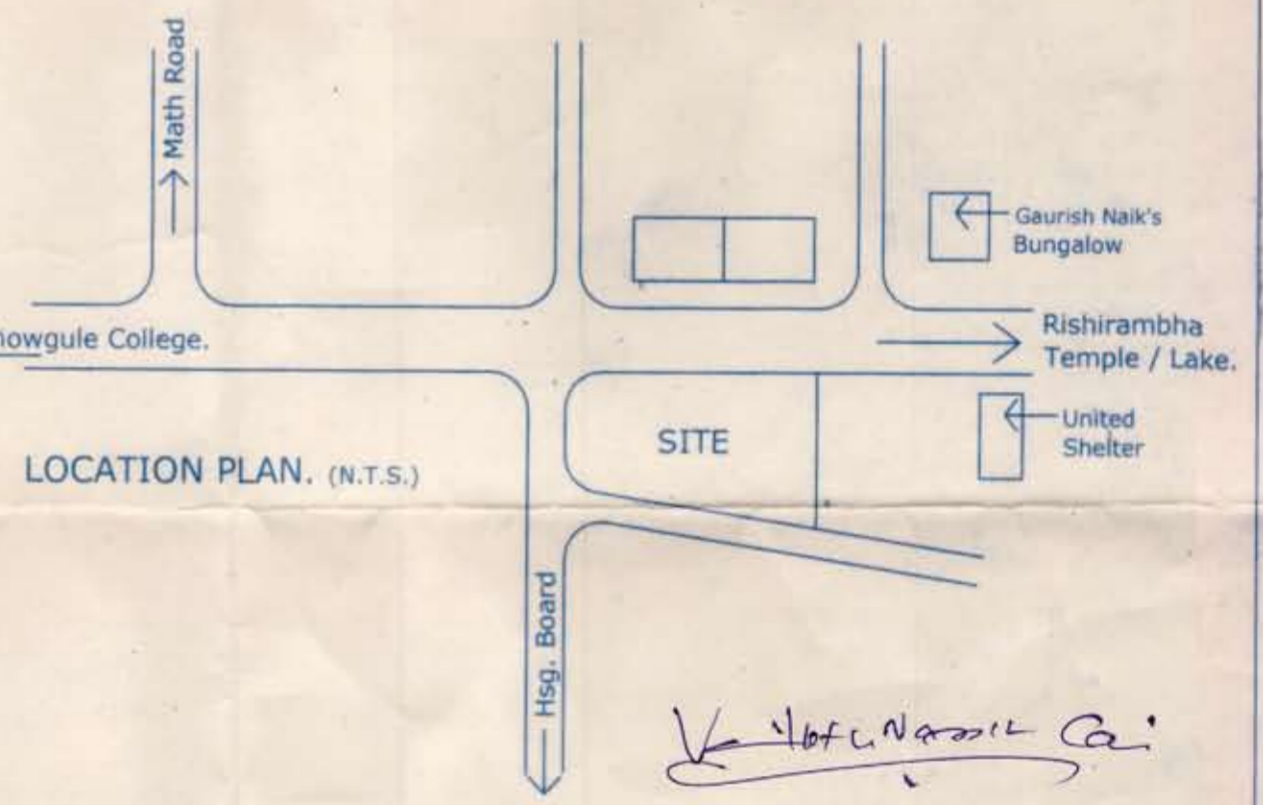 Math Road
Gaurish Naik's
Bungalow
howgule College.
Rishirambha
Temple / Lake.
SITE
United
Shelter
LOCATION PLAN. (N.T.S.)
Hsg. Board